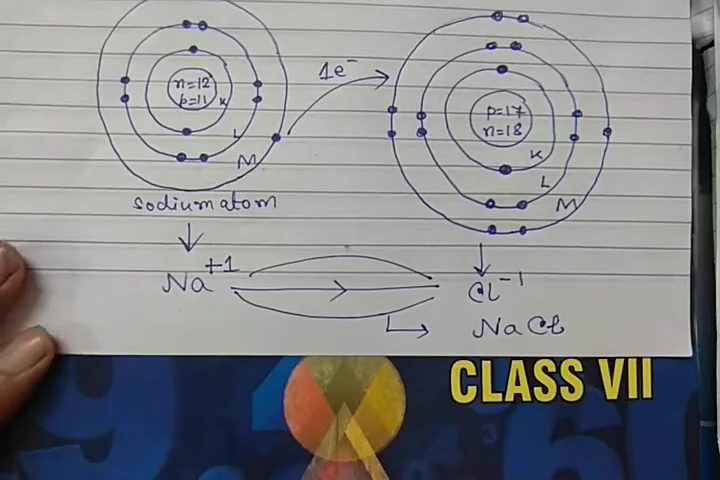 n=12
p=11
K
L
M
1e⁻
p=17
n=18
K
L
M
sodium atom
Na⁺¹
Cl⁻¹
NaCl
CLASS VII